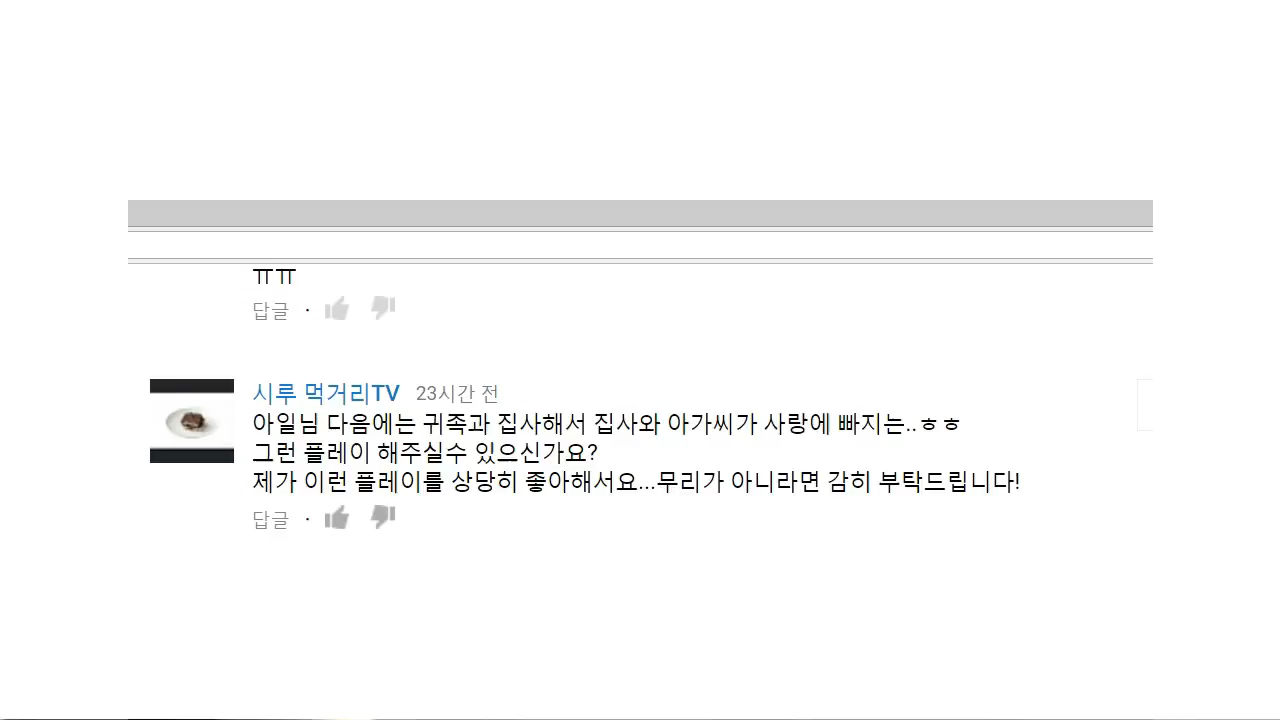 ㅠㅠ
답글 ·
시루 먹거리TV 23시간 전
아일님 다음에는 귀족과 집사해서 집사와 아가씨가 사랑에 빠지는..ㅎㅎ
그런 플레이 해주실수 있으신가요?
제가 이런 플레이를 상당히 좋아해서요...무리가 아니라면 감히 부탁드립니다!
답글 ·